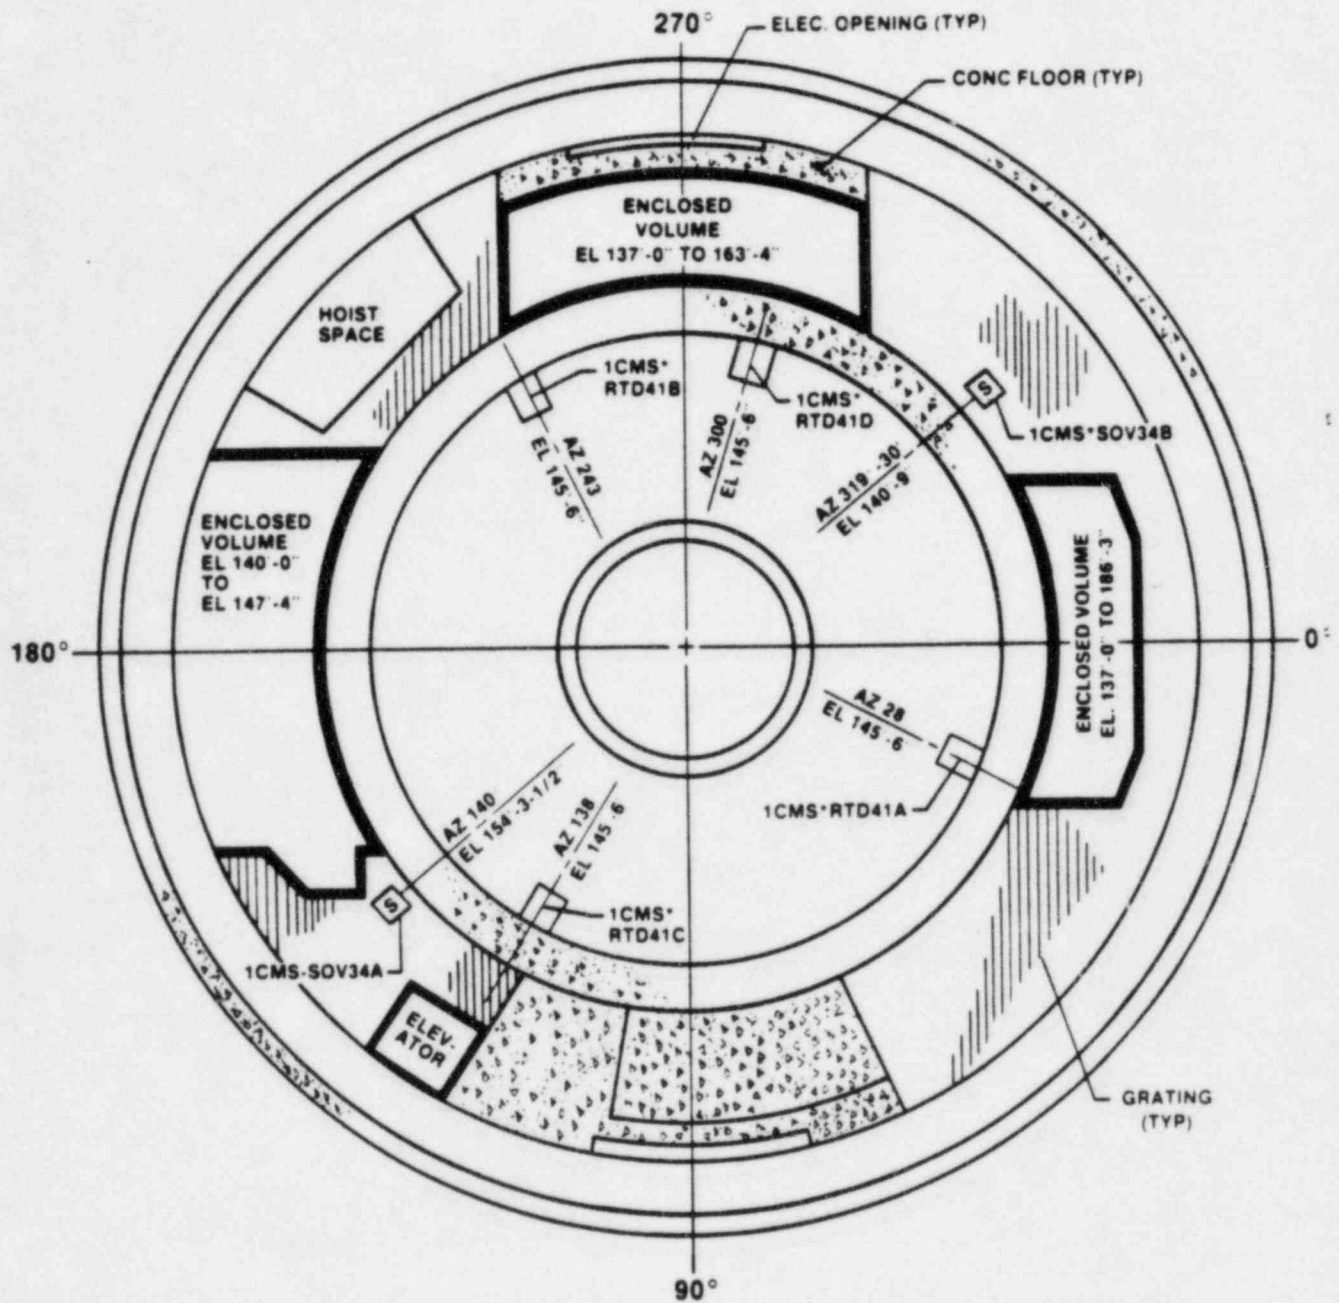 270°
ELEC. OPENING (TYP)
CONC FLOOR (TYP)
ENCLOSED
VOLUME
EL 137'-0" TO 163'-4"
HOIST
SPACE
1CMS*
RTD41B
1CMS*
RTD41D
AZ 243
EL 145'-6"
AZ 300
EL 145'-6
AZ 319°-30'
EL 140'-9
S
1CMS*SOV34B
ENCLOSED
VOLUME
EL 140'-0"
TO
EL 147'-4"
ENCLOSED VOLUME
EL. 137'-0" TO 186'-3"
180°
0°
AZ 28
EL 145'-6
1CMS*RTD41A
AZ 140
EL 154'-3-1/2
AZ 138
EL 145'-6
S
1CMS*
RTD41C
1CMS-SOV34A
ELEV-
ATOR
GRATING
(TYP)
90°